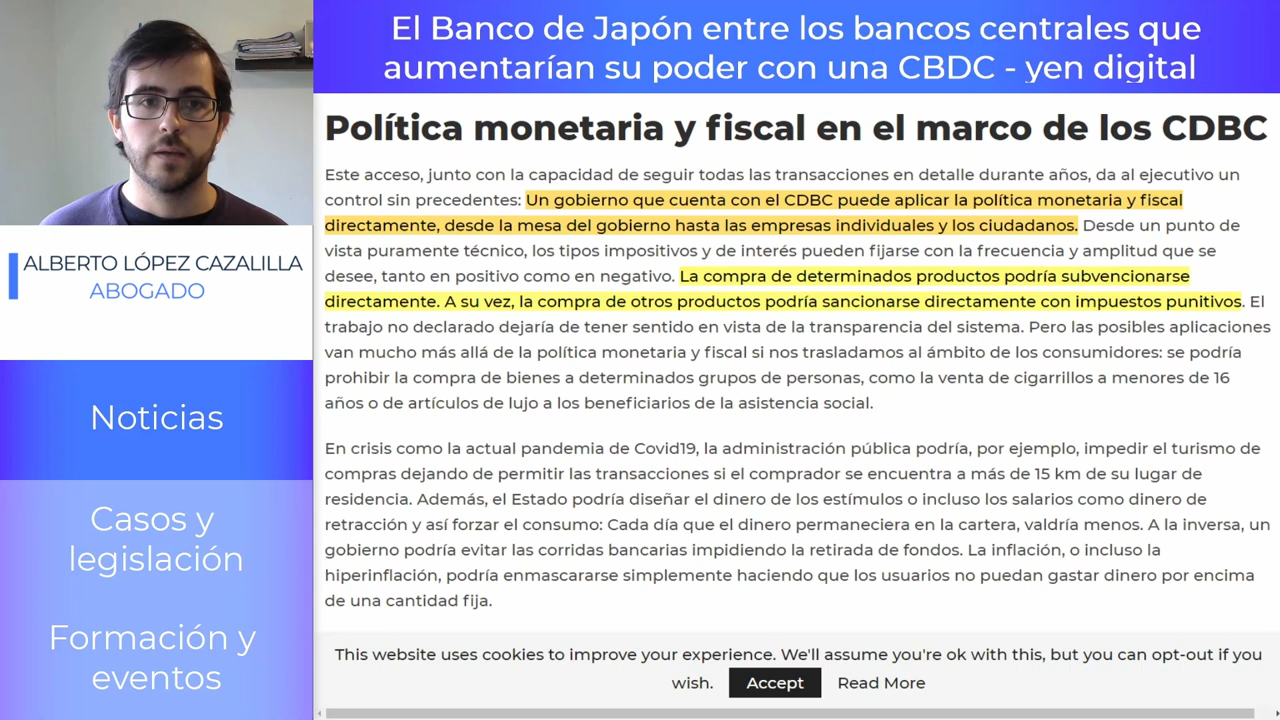 El Banco de Japón entre los bancos centrales que
aumentarían su poder con una CBDC - yen digital
ALBERTO LÓPEZ CAZALILLA
ABOGADO
Noticias
Casos y
legislación
Formación y
eventos
Política monetaria y fiscal en el marco de los CDBC
Este acceso, junto con la capacidad de seguir todas las transacciones en detalle durante años, da al ejecutivo un
control sin precedentes: Un gobierno que cuenta con el CDBC puede aplicar la política monetaria y fiscal
directamente, desde la mesa del gobierno hasta las empresas individuales y los ciudadanos. Desde un punto de
vista puramente técnico, los tipos impositivos y de interés pueden fijarse con la frecuencia y amplitud que se
desee, tanto en positivo como en negativo. La compra de determinados productos podría subvencionarse
directamente. A su vez, la compra de otros productos podría sancionarse directamente con impuestos punitivos. El
trabajo no declarado dejaría de tener sentido en vista de la transparencia del sistema. Pero las posibles aplicaciones
van mucho más allá de la política monetaria y fiscal si nos trasladamos al ámbito de los consumidores: se podría
prohibir la compra de bienes a determinados grupos de personas, como la venta de cigarrillos a menores de 16
años o de artículos de lujo a los beneficiarios de la asistencia social.
En crisis como la actual pandemia de Covid19, la administración pública podría, por ejemplo, impedir el turismo de
compras dejando de permitir las transacciones si el comprador se encuentra a más de 15 km de su lugar de
residencia. Además, el Estado podría diseñar el dinero de los estímulos o incluso los salarios como dinero de
retracción y así forzar el consumo: Cada día que el dinero permaneciera en la cartera, valdría menos. A la inversa, un
gobierno podría evitar las corridas bancarias impidiendo la retirada de fondos. La inflación, o incluso la
hiperinflación, podría enmascararse simplemente haciendo que los usuarios no puedan gastar dinero por encima
de una cantidad fija.
This website uses cookies to improve your experience. We'll assume you're ok with this, but you can opt-out if you
wish. Accept Read More